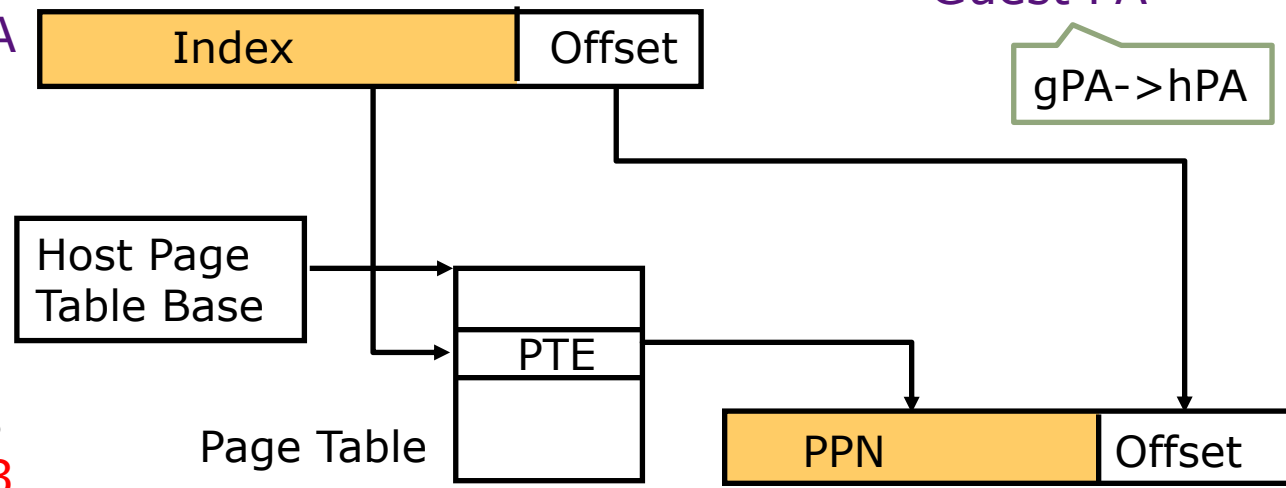 A
Index
Offset
gPA->hPA
Host Page
Table Base
PTE
Page Table
PPN
Offset